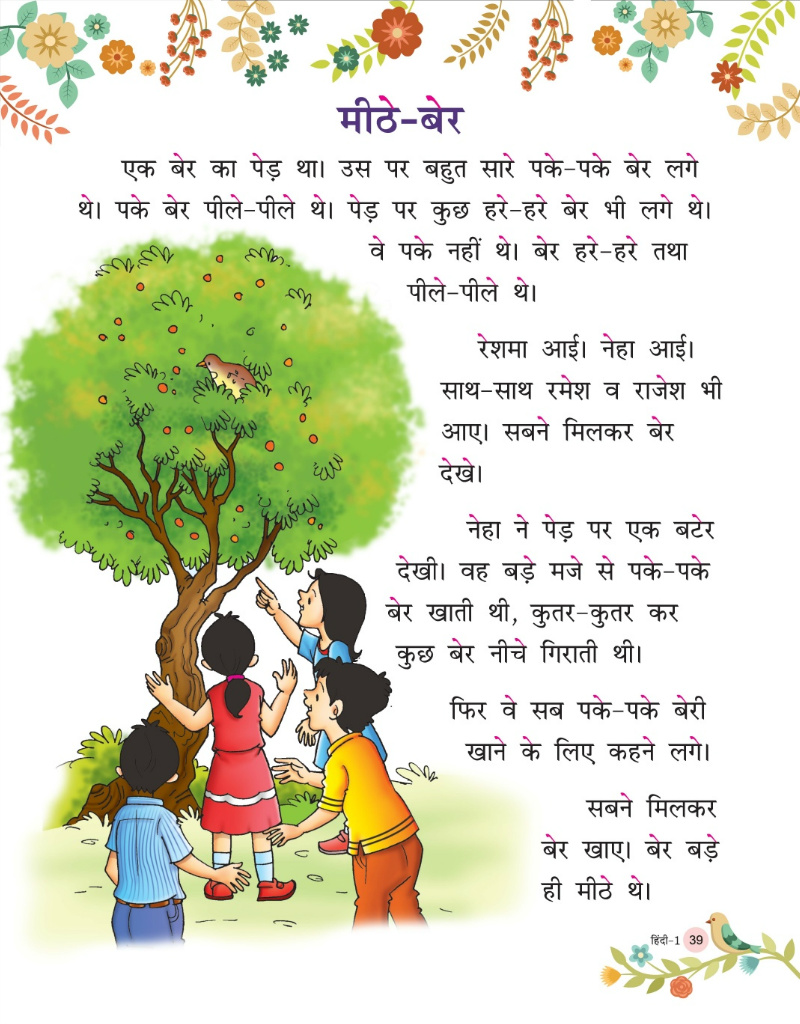 मीठे-बेर
एक बेर का पेड़ था। उस पर बहुत सारे पके-पके बेर लगे
थे। पके बेर पीले-पीले थे। पेड़ पर कुछ हरे-हरे बेर भी लगे थे।
वे पके नहीं थे। बेर हरे-हरे तथा
पीले-पीले थे।
रेशमा आई। नेहा आई।
साथ-साथ रमेश व राजेश भी
आए। सबने मिलकर बेर
देखे।
नेहा ने पेड़ पर एक बटेर
देखी। वह बड़े मजे से पके-पके
बेर खाती थी, कुतर-कुतर कर
कुछ बेर नीचे गिराती थी।
फिर वे सब पके-पके बेरी
खाने के लिए कहने लगे।
सबने मिलकर
बेर खाए। बेर बड़े
ही मीठे थे।
हिंदी-1 39